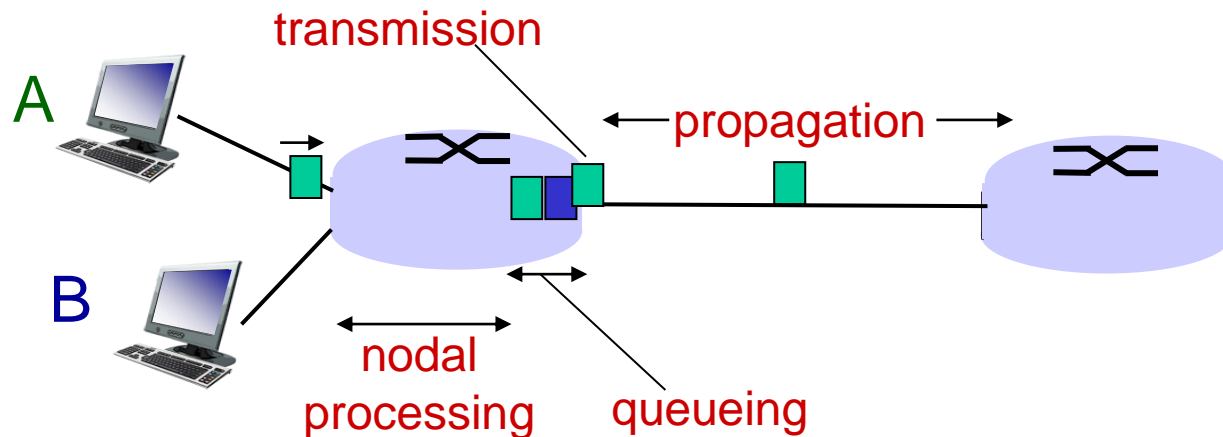 transmission
A
propagation
B
nodal
processing
queueing